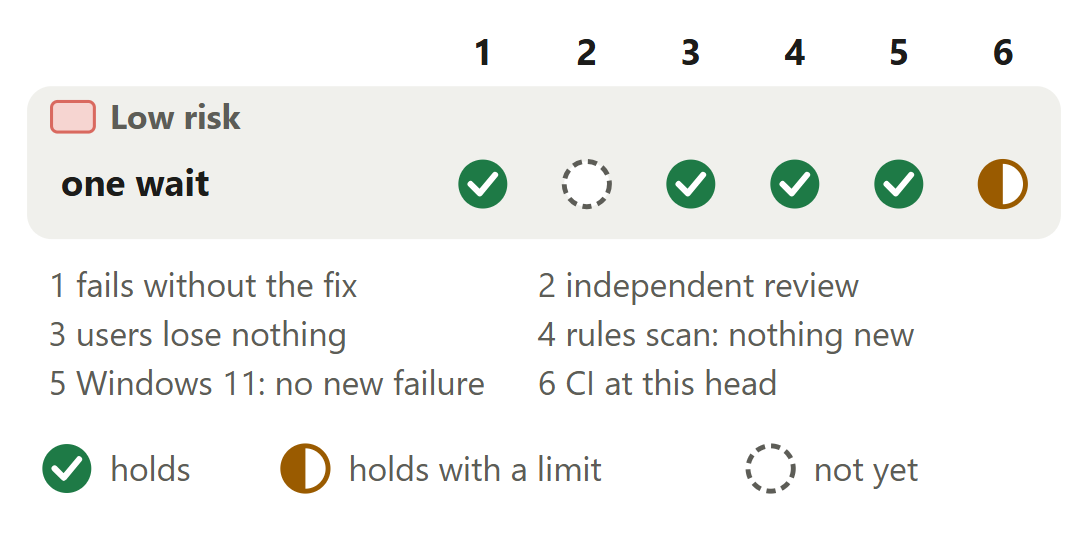 1 2 3 4 5 6
Low risk
one wait
1 fails without the fix 2 independent review
3 users lose nothing 4 rules scan: nothing new
5 Windows 11: no new failure 6 CI at this head
holds holds with a limit not yet